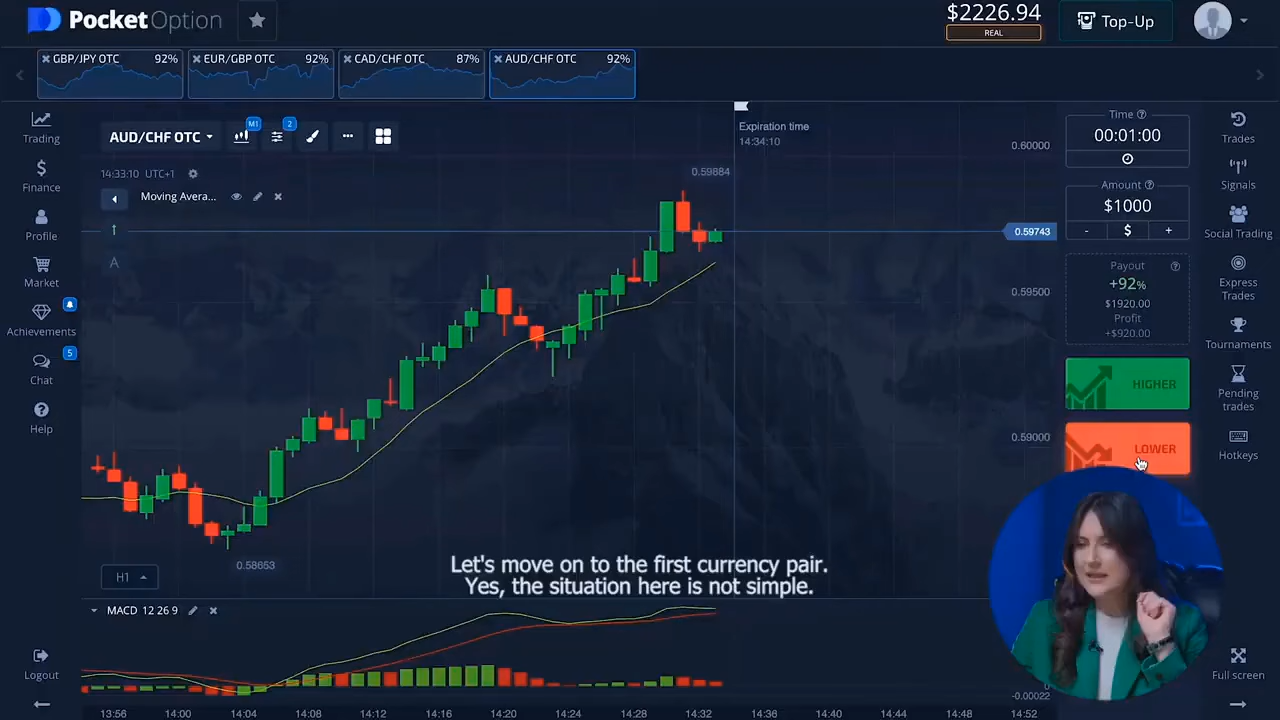 PocketOption
$2226.94
REAL
Top-Up
GBP/JPY OTC 92%
EUR/GBP OTC 92%
CAD/CHF OTC 87%
AUD/CHF OTC 92%
Trading
Finance
Profile
Market
Achievements
5
Chat
Help
Logout
AUD/CHF OTC
M1
2
14:33:10 UTC+1
Moving Avera...
A
Expiration time
14:34:10
0.59884
0.58653
0.60000
0.59743
0.59500
0.59000
H1
Let's move on to the first currency pair.
Yes, the situation here is not simple.
MACD 12 26 9
0
-0.00022
13:56 14:00 14:04 14:08 14:12 14:16 14:20 14:24 14:28 14:32 14:36 14:40 14:44 14:48 14:52
Time
00:01:00
Amount
$1000
- $ +
Payout
+92%
$1920.00
Profit
+$920.00
HIGHER
LOWER
Trades
Signals
Social Trading
Express
Trades
Tournaments
Pending
trades
Hotkeys
Full screen